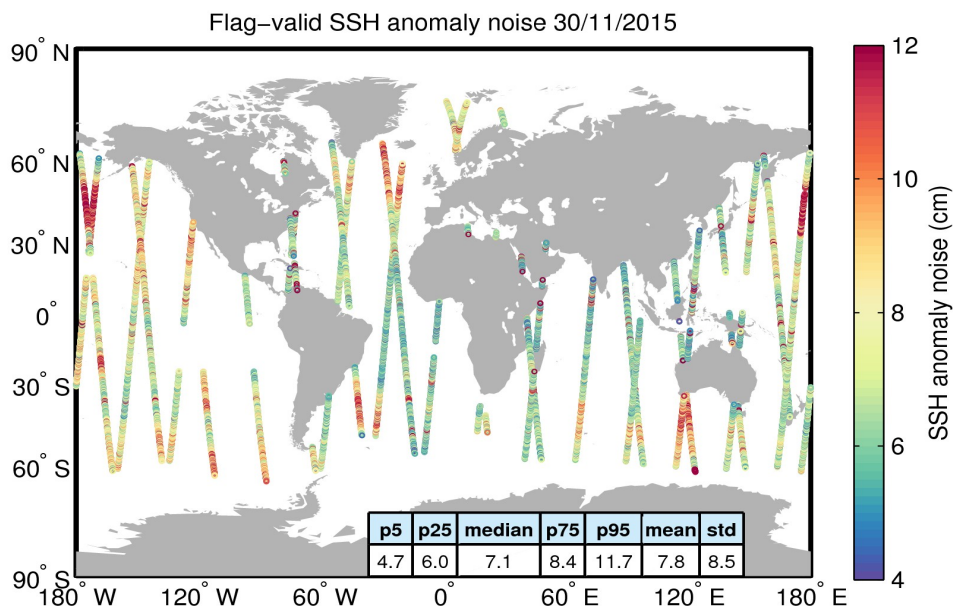 Flag−valid SSH anomaly noise 30/11/2015
90° N
60° N
30° N
0°
30° S
60° S
90° S
180° W
120° W
60° W
0°
60° E
120° E
180° E
p5 p25 median p75 p95 mean std
4.7 6.0 7.1 8.4 11.7 7.8 8.5
12
10
8
6
4
SSH anomaly noise (cm)